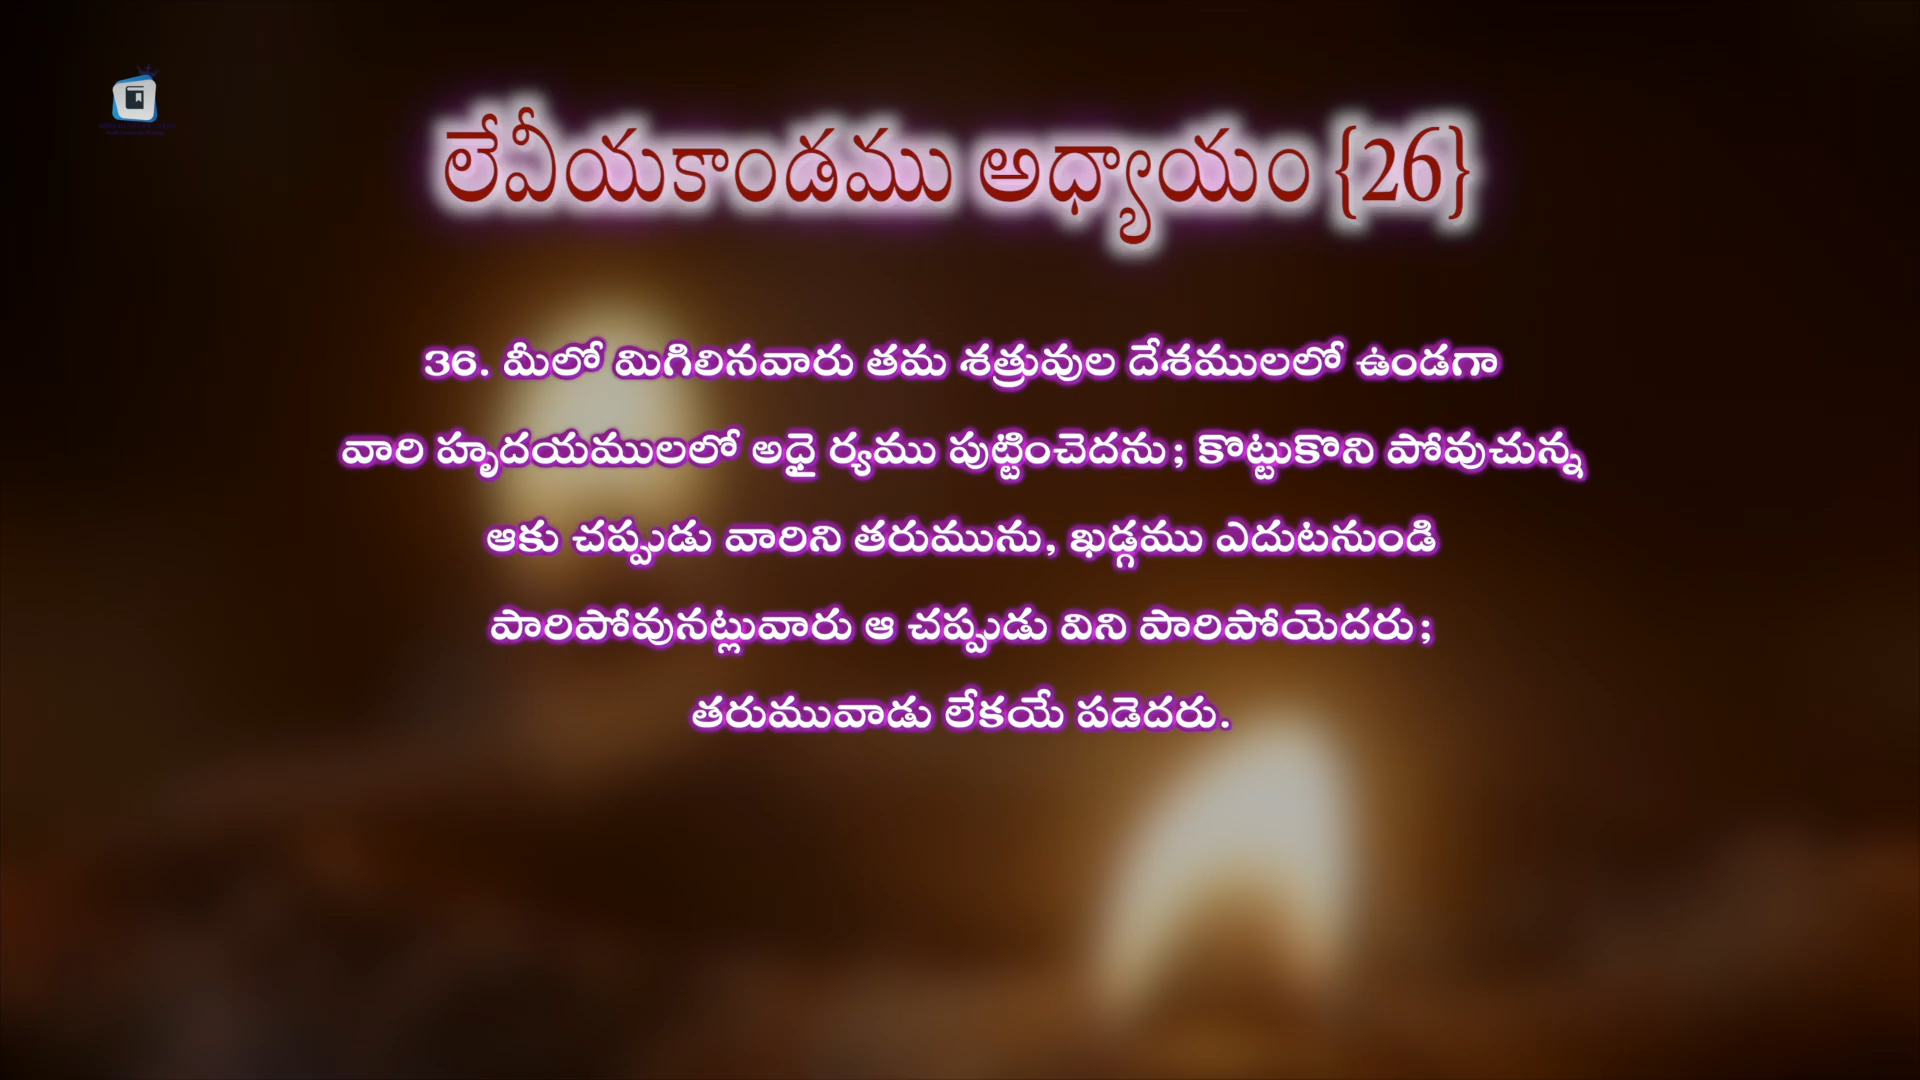 లేవీయకాండము అధ్యాయం {26}
36. మీలో మిగిలినవారు తమ శత్రువుల దేశములలో ఉండగా
వారి హృదయములలో అధై ర్యము పుట్టించెదను; కొట్టుకొని పోవుచున్న
ఆకు చప్పుడు వారిని తరుమును, ఖడ్గము ఎదుటనుండి
పారిపోవునట్లువారు ఆ చప్పుడు విని పారిపోయెదరు;
తరుమువాడు లేకయే పడెదరు.